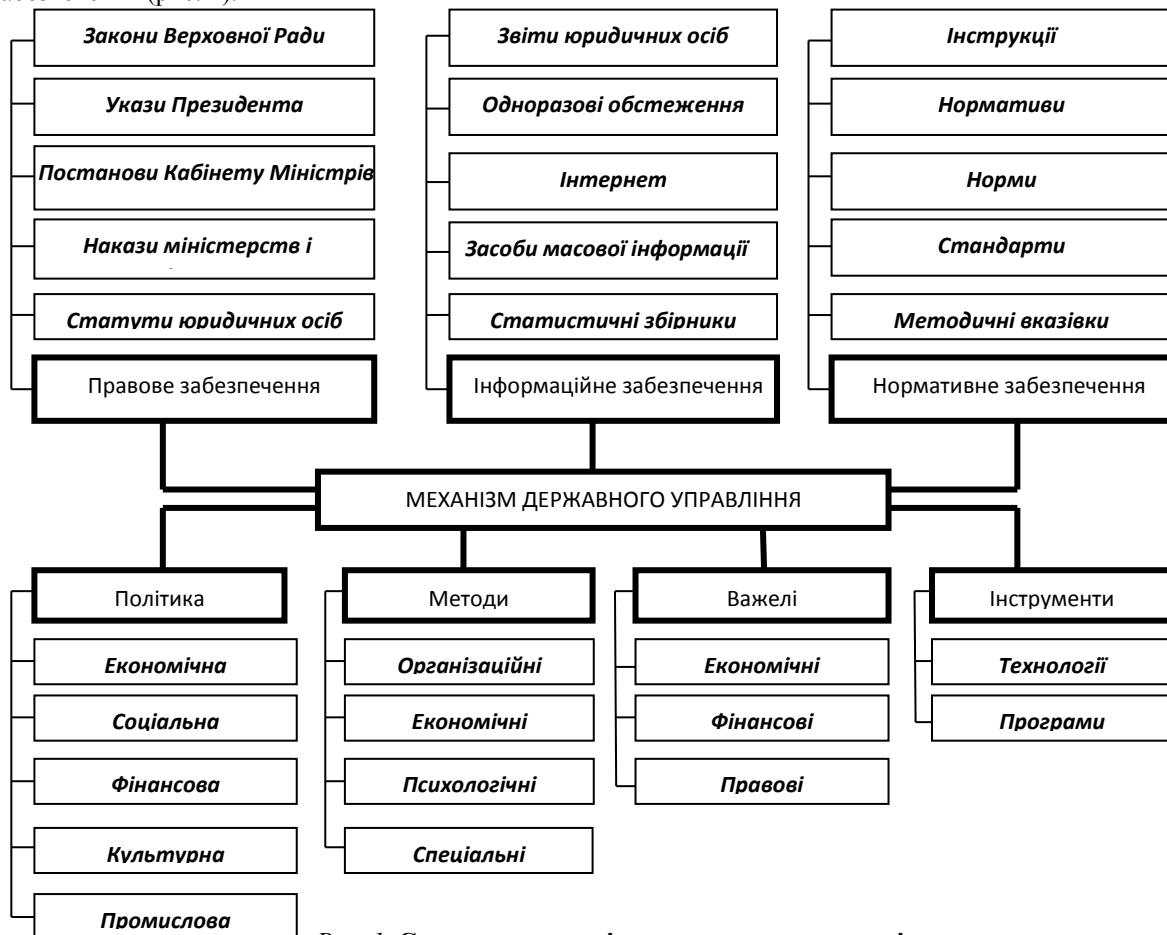 (рис. 1).
Закони Верховної Ради
Укази Президента
Постанови Кабінету Міністрів
Накази міністерств і
Статути юридичних осіб
Правове забезпечення
Звіти юридичних осіб
Одноразові обстеження
Інтернет
Засоби масової інформації
Статистичні збірники
Інформаційне забезпечення
Інструкції
Нормативи
Норми
Стандарти
Методичні вказівки
Нормативне забезпечення
МЕХАНІЗМ ДЕРЖАВНОГО УПРАВЛІННЯ
Політика
Економічна
Соціальна
Фінансова
Культурна
Промислова
Методи
Організаційні
Економічні
Психологічні
Спеціальні
Важелі
Економічні
Фінансові
Правові
Інструменти
Технології
Програми